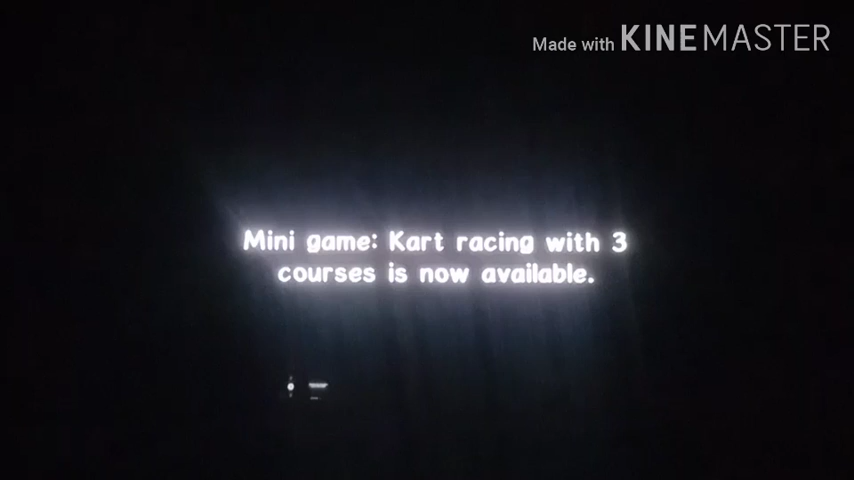 Made with KINEMASTER
Mini game: Kart racing with 3
courses is now available.